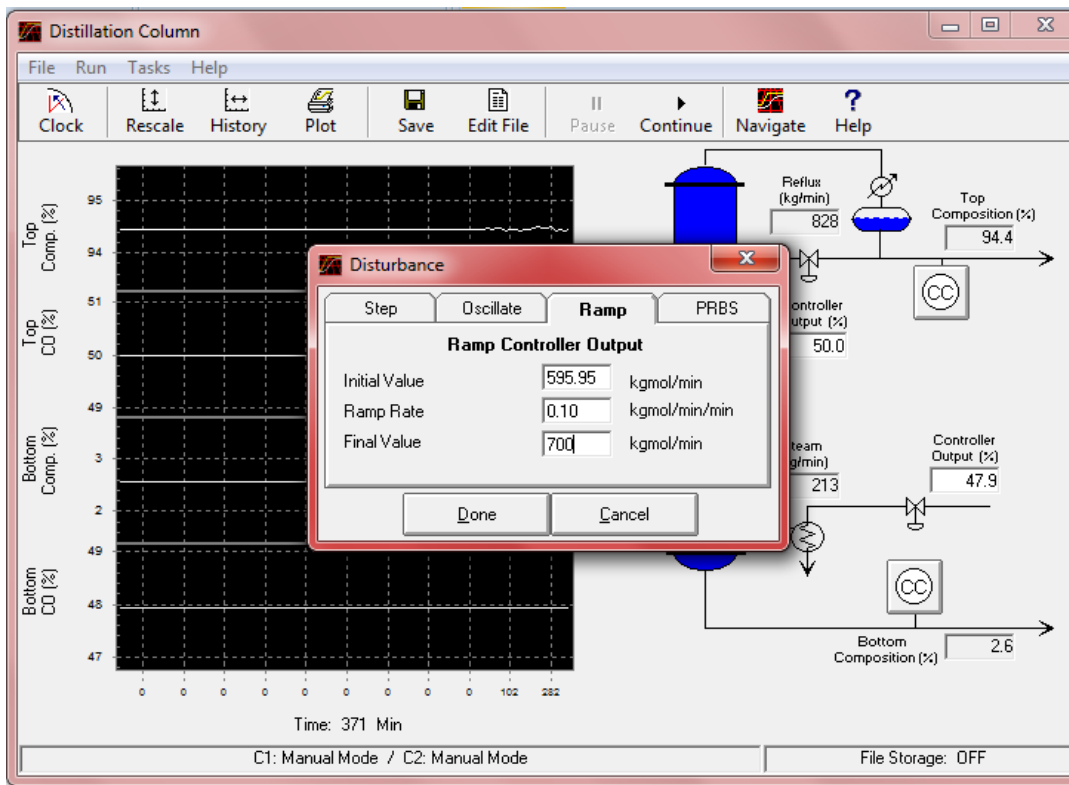 Distillation Column
File Run Tasks Help
Clock Rescale History Plot Save Edit File Pause Continue Navigate Help
Top
Comp. (%)
95
94
Top
CO (%)
51
50
49
Bottom
Comp. (%)
3
2
Bottom
CO (%)
49
48
47
0 0 0 0 0 0 0 0 0 102 282
Time: 371 Min
Reflux
(kg/min)
828
Top
Composition (%)
94.4
CC
Disturbance
Step Oscillate Ramp PRBS
Ramp Controller Output
Initial Value 595.95 kgmol/min
Ramp Rate 0.10 kgmol/min/min
Final Value 700 kgmol/min
Done Cancel
ontroller
utput (%)
50.0
team
g/min)
213
Controller
Output (%)
47.9
CC
Bottom
Composition (%)
2.6
C1: Manual Mode / C2: Manual Mode
File Storage: OFF